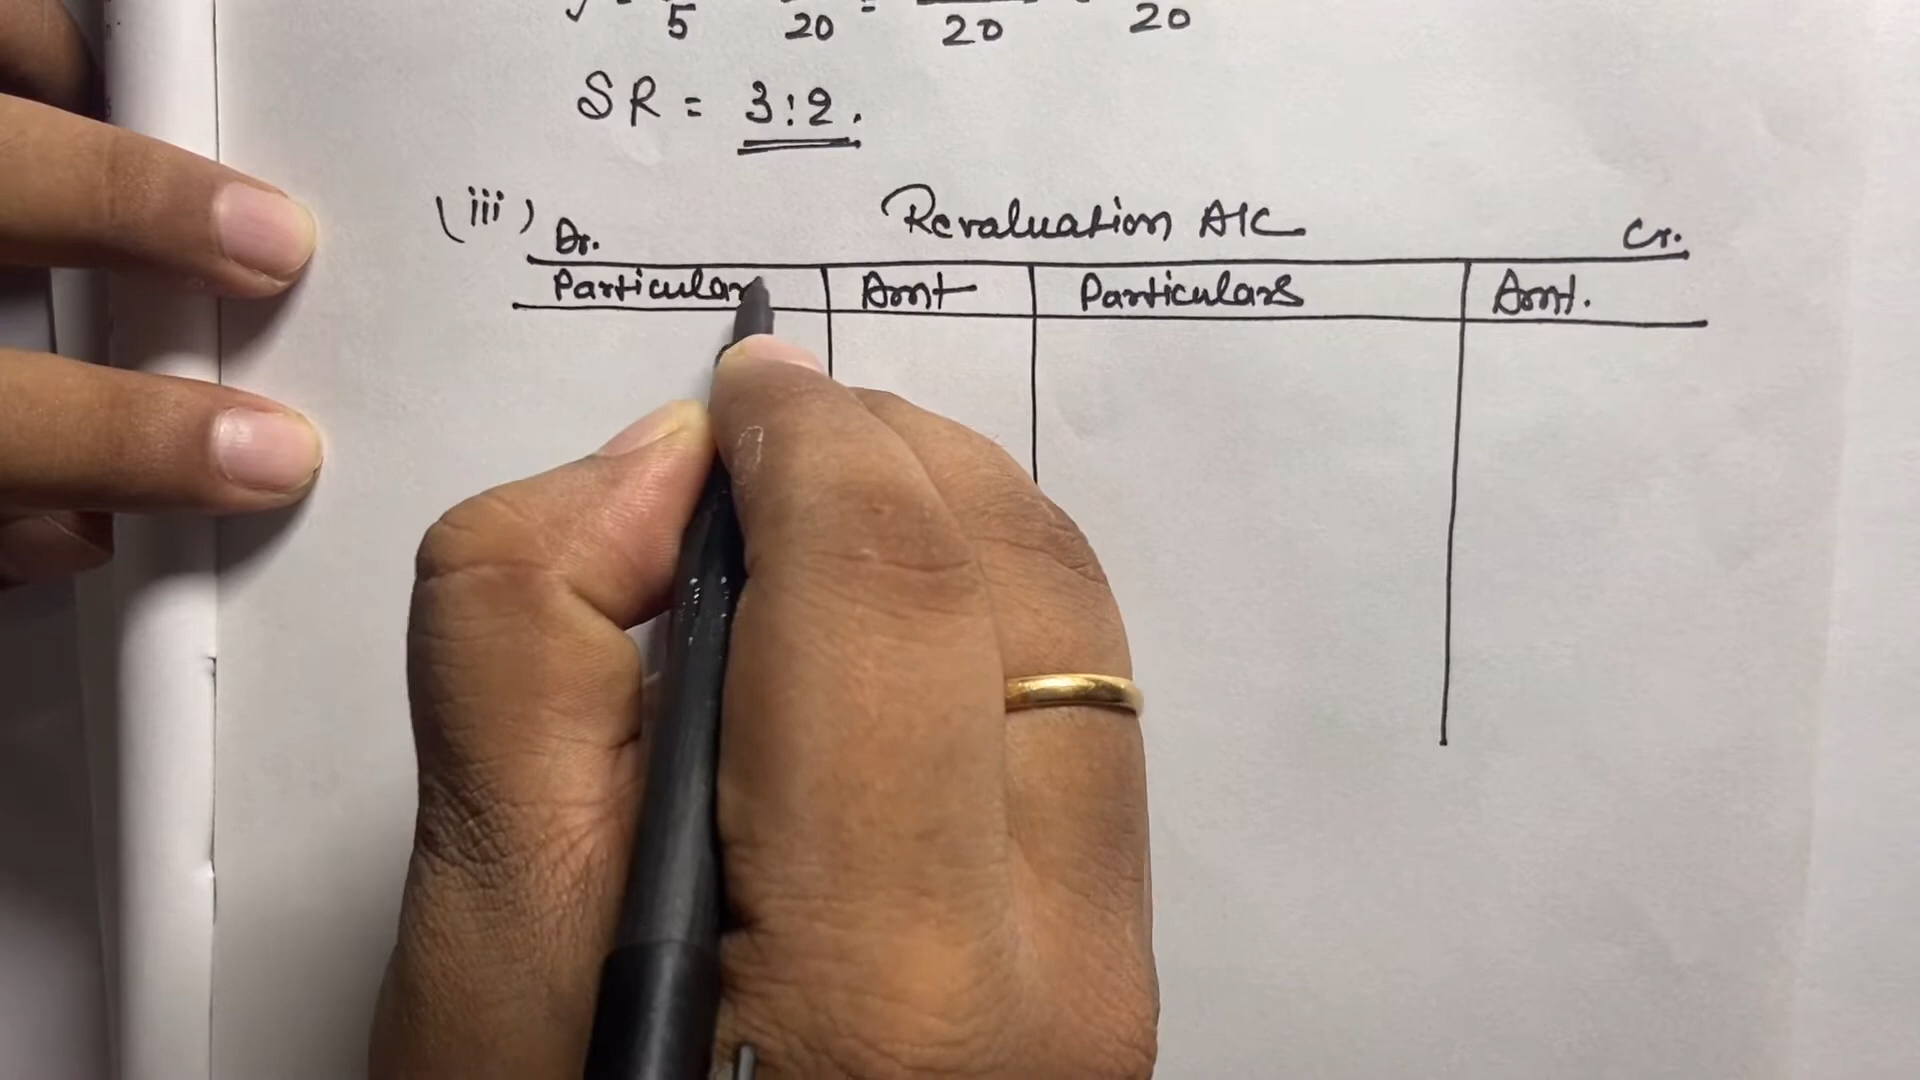 5 20 = 20 20
SR = 3:2.
(iii) Dr. Revaluation A/C Cr.
Particulars Amt Particulars Amt.